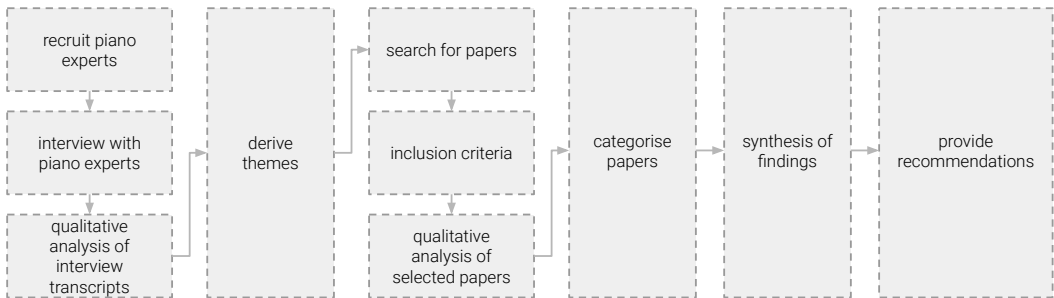 recruit piano
experts
interview with
piano experts
qualitative
analysis of
interview
transcripts
derive
themes
search for papers
inclusion criteria
qualitative
analysis of
selected papers
categorise
papers
synthesis of
findings
provide
recommendations